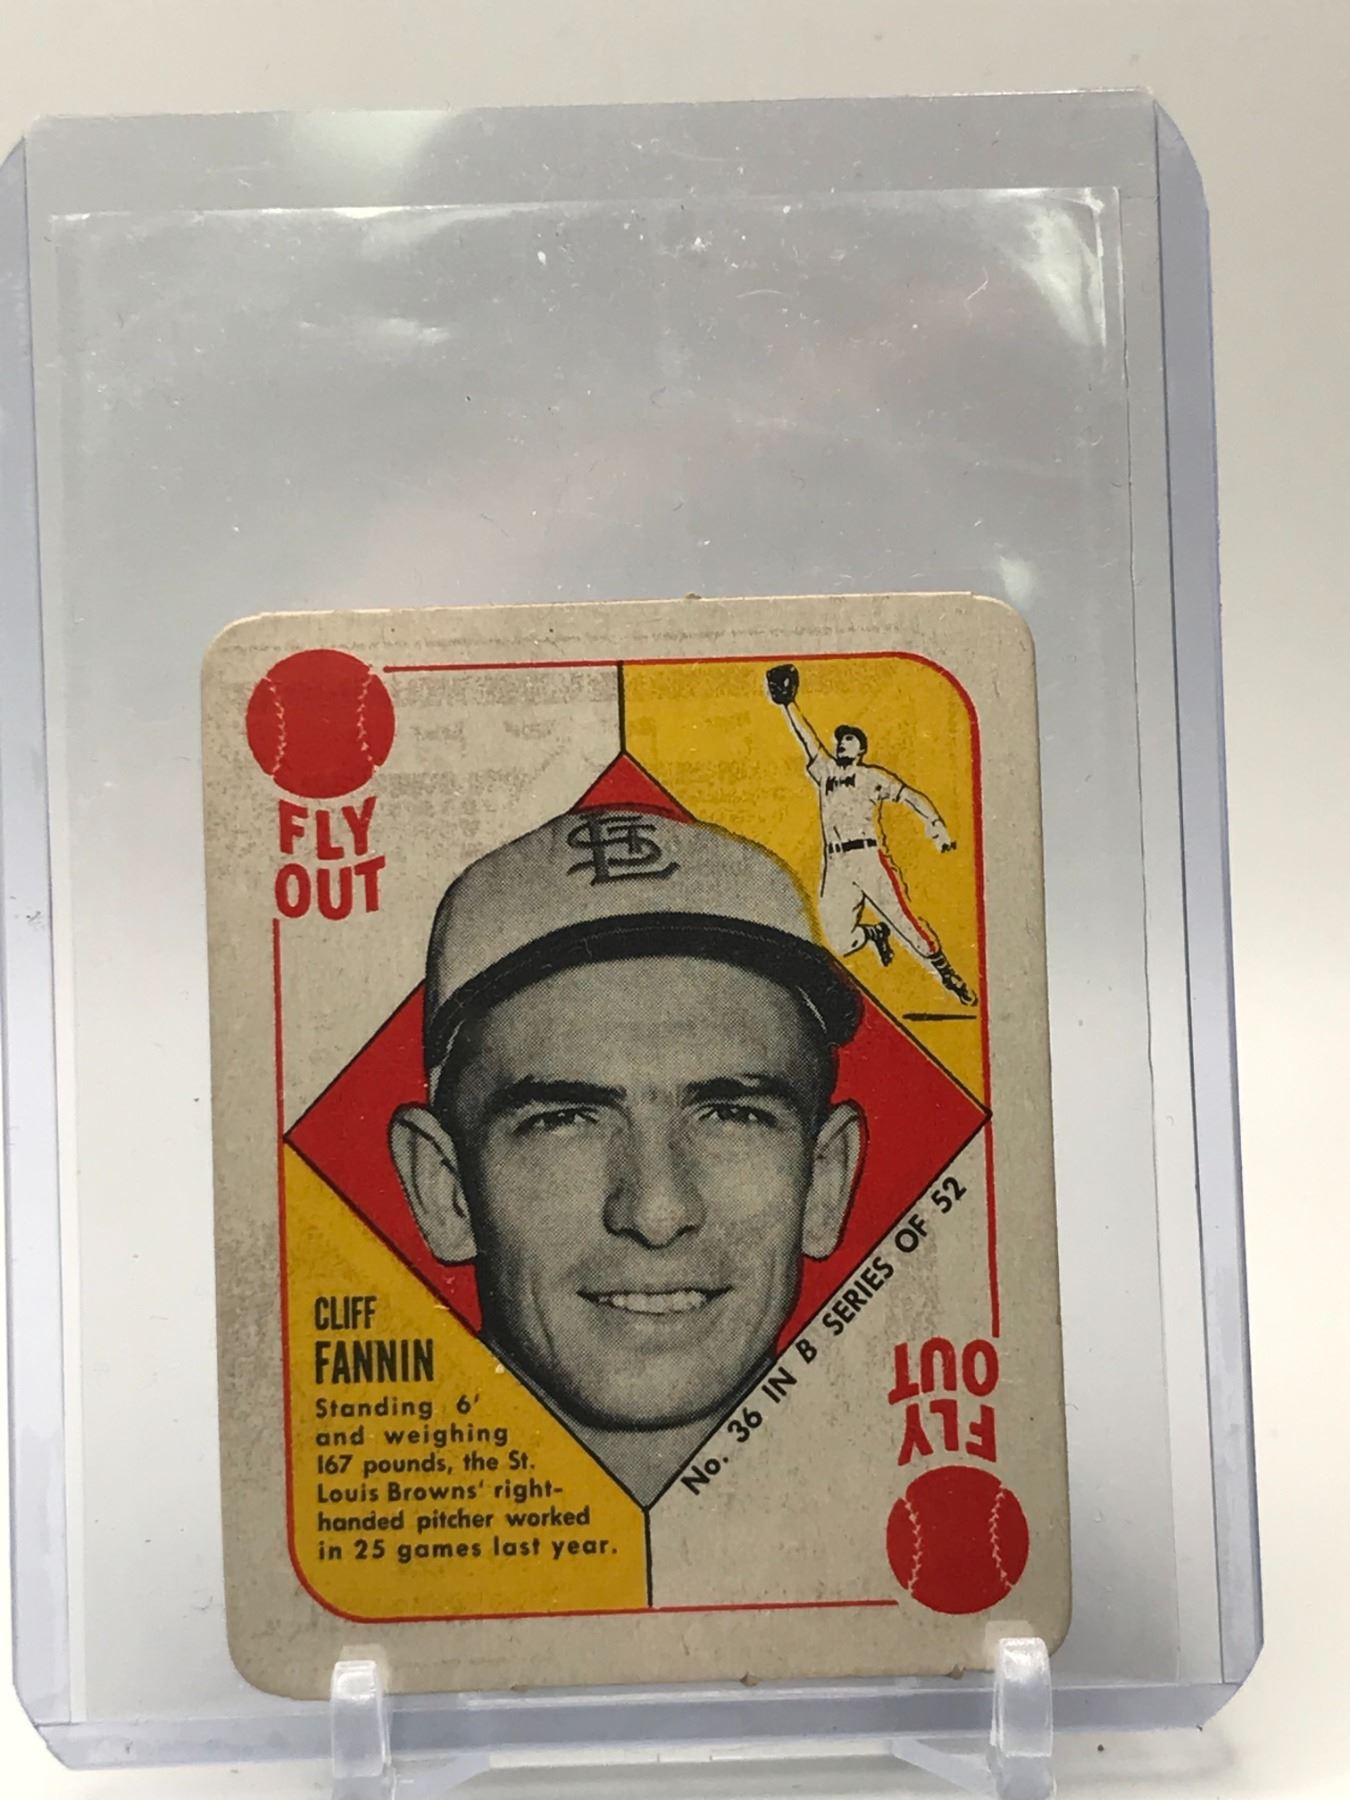 FLY
OUT
STL
CLIFF
FANNIN
Standing 6'
and weighing
167 pounds, the St.
Louis Browns' right-
handed pitcher worked
in 25 games last year.
No. 36 IN B SERIES OF 52
FLY
OUT